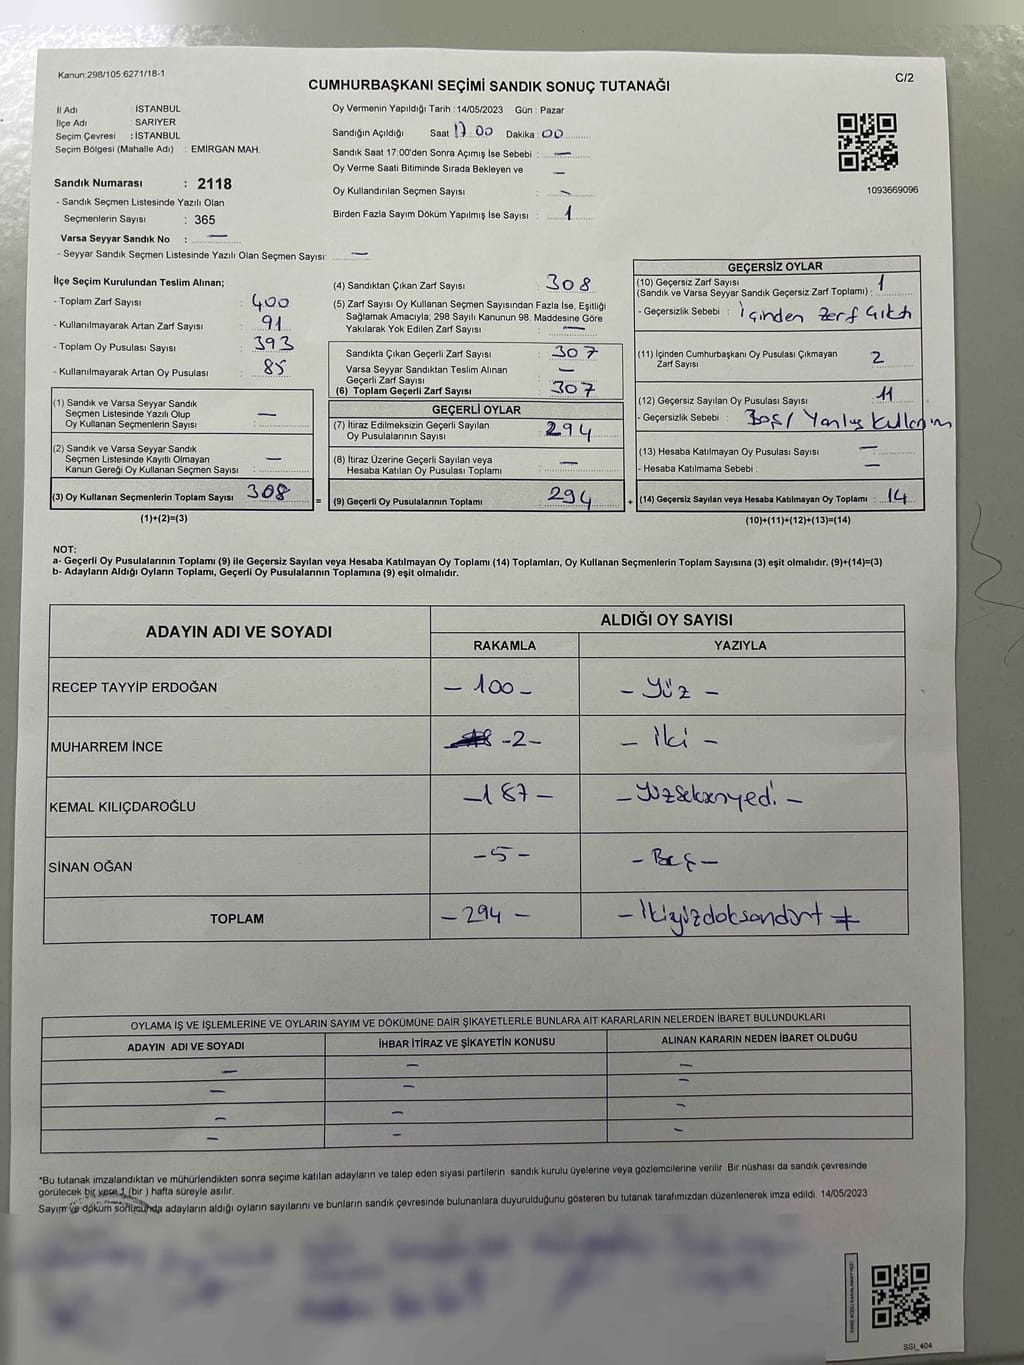 Kanun:298/105;6271/18-1
CUMHURBAŞKANI SEÇİMİ SANDIK SONUÇ TUTANAĞI
C/2
İl Adı : İSTANBUL
İlçe Adı : SARIYER
Seçim Çevresi : İSTANBUL
Seçim Bölgesi (Mahalle Adı) : EMİRGAN MAH.
Sandık Numarası : 2118
- Sandık Seçmen Listesinde Yazılı Olan
Seçmenlerin Sayısı : 365
Varsa Seyyar Sandık No : —
- Seyyar Sandık Seçmen Listesinde Yazılı Olan Seçmen Sayısı: —
Oy Vermenin Yapıldığı Tarih : 14/05/2023 Gün : Pazar
Sandığın Açıldığı Saat 17.00 Dakika 00
Sandık Saat 17:00'den Sonra Açımış İse Sebebi : —
Oy Verme Saati Bitiminde Sırada Bekleyen ve —
Oy Kullandırılan Seçmen Sayısı : —
Birden Fazla Sayım Döküm Yapılmış İse Sayısı : 1
1093669096
İlçe Seçim Kurulundan Teslim Alınan;
- Toplam Zarf Sayısı : 400
- Kullanılmayarak Artan Zarf Sayısı : 91
- Toplam Oy Pusulası Sayısı : 393
- Kullanılmayarak Artan Oy Pusulası : 85
(1) Sandık ve Varsa Seyyar Sandık
Seçmen Listesinde Yazılı Olup
Oy Kullanan Seçmenlerin Sayısı : —
(2) Sandık ve Varsa Seyyar Sandık
Seçmen Listesinde Kayıtlı Olmayan
Kanun Gereği Oy Kullanan Seçmen Sayısı : —
(3) Oy Kullanan Seçmenlerin Toplam Sayısı 308 =
(1)+(2)=(3)
(4) Sandıktan Çıkan Zarf Sayısı : 308
(5) Zarf Sayısı Oy Kullanan Seçmen Sayısından Fazla İse, Eşitliği
Sağlamak Amacıyla; 298 Sayılı Kanunun 98. Maddesine Göre
Yakılarak Yok Edilen Zarf Sayısı : —
Sandıkta Çıkan Geçerli Zarf Sayısı : 307
Varsa Seyyar Sandıktan Teslim Alınan
Geçerli Zarf Sayısı : —
(6) Toplam Geçerli Zarf Sayısı : 307
GEÇERLİ OYLAR
(7) İtiraz Edilmeksizin Geçerli Sayılan
Oy Pusulalarının Sayısı : 294
(8) İtiraz Üzerine Geçerli Sayılan veya
Hesaba Katılan Oy Pusulası Toplamı : —
(9) Geçerli Oy Pusulalarının Toplamı : 294 +
GEÇERSİZ OYLAR
(10) Geçersiz Zarf Sayısı
(Sandık ve Varsa Seyyar Sandık Geçersiz Zarf Toplamı) : 1
- Geçersizlik Sebebi : İçinden zarf çıktı
(11) İçinden Cumhurbaşkanı Oy Pusulası Çıkmayan
Zarf Sayısı 2
(12) Geçersiz Sayılan Oy Pusulası Sayısı : 11
- Geçersizlik Sebebi : Boş/ Yanlış kullanım
(13) Hesaba Katılmayan Oy Pusulası Sayısı : —
- Hesaba Katılmama Sebebi : —
(14) Geçersiz Sayılan veya Hesaba Katılmayan Oy Toplamı : 14
(10)+(11)+(12)+(13)=(14)
NOT:
a- Geçerli Oy Pusulalarının Toplamı (9) ile Geçersiz Sayılan veya Hesaba Katılmayan Oy Toplamı (14) Toplamları, Oy Kullanan Seçmenlerin Toplam Sayısına (3) eşit olmalıdır. (9)+(14)=(3)
b- Adayların Aldığı Oyların Toplamı, Geçerli Oy Pusulalarının Toplamına (9) eşit olmalıdır.
ADAYIN ADI VE SOYADI ALDIĞI OY SAYISI
RAKAMLA YAZIYLA
RECEP TAYYİP ERDOĞAN - 100 - - Yüz -
MUHARREM İNCE -2- - İki -
KEMAL KILIÇDAROĞLU -187- -Yüzseksenyedi -
SİNAN OĞAN -5- - Beş -
TOPLAM -294- - İkiyüzdoksandört
OYLAMA İŞ VE İŞLEMLERİNE VE OYLARIN SAYIM VE DÖKÜMÜNE DAİR ŞİKAYETLERLE BUNLARA AİT KARARLARIN NELERDEN İBARET BULUNDUKLARI
ADAYIN ADI VE SOYADI İHBAR İTİRAZ VE ŞİKAYETİN KONUSU ALINAN KARARIN NEDEN İBARET OLDUĞU
— — —
— — —
— — —
— — —
*Bu tutanak imzalandıktan ve mühürlendikten sonra seçime katılan adayların ve talep eden siyasi partilerin sandık kurulu üyelerine veya gözlemcilerine verilir. Bir nüshası da sandık çevresinde
görülecek bir yere 1 (bir ) hafta süreyle asılır.
Sayım ve döküm sonucunda adayların aldığı oyların sayılarını ve bunların sandık çevresinde bulunanlara duyurulduğunu gösteren bu tutanak tarafımızdan düzenlenerek imza edildi. 14/05/2023
SSI_404